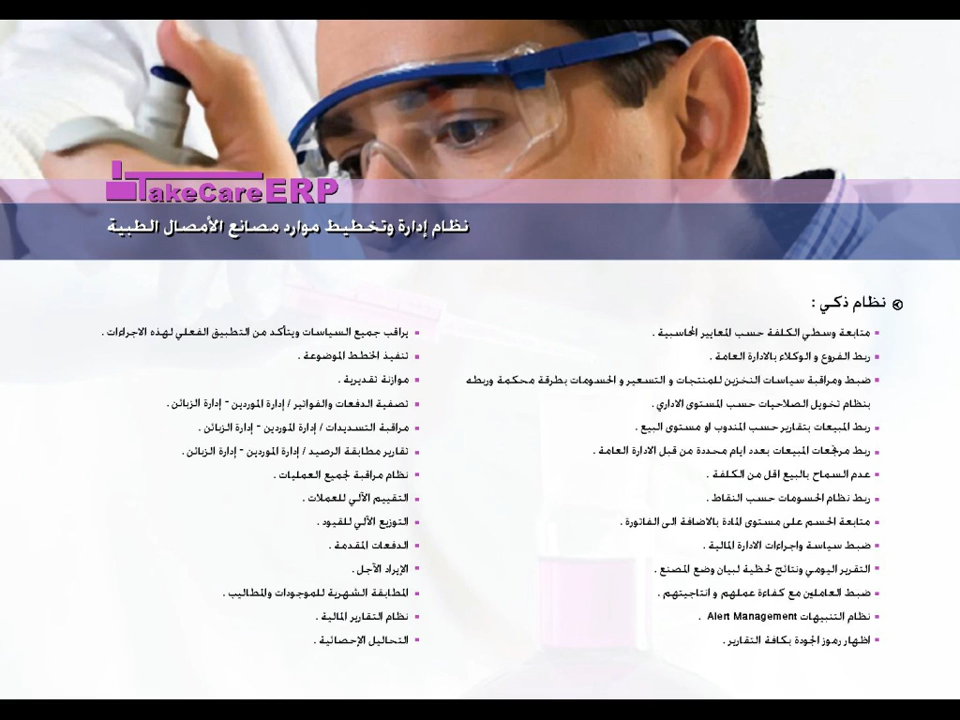 TakeCareERP
نظام إدارة وتخطيط موارد مصانع الأمصال الطبية
نظام ذكي :
متابعة وسطي الكلفة حسب المعايير المحاسبية .
ربط الفروع و الوكلاء بالادارة العامة .
ضبط ومراقبة سياسات التخزين للمنتجات و التسعير و الحسومات بطرقة محكمة وربطه
بنظام تخويل الصلاحيات حسب المستوى الاداري .
ربط المبيعات بتقارير حسب المندوب او مستوى البيع .
ربط مرتجعات المبيعات بعدد ايام محددة من قبل الادارة العامة .
عدم السماح بالبيع اقل من الكلفة .
ربط نظام الحسومات حسب النقاط .
متابعة الحسم على مستوى المادة بالاضافة الى الفاتورة .
ضبط سياسة واجراءات الادارة المالية .
التقرير اليومي ونتائج لحظية لبيان وضع المصنع .
ضبط العاملين مع كفاءة عملهم و انتاجيتهم .
نظام التنبيهات Alert Management .
اظهار رموز الجودة بكافة التقارير .
يراقب جميع السياسات ويتأكد من التطبيق الفعلي لهذه الاجراءات .
تنفيذ الخطط الموضوعة .
موازنة تقديرية .
تصفية الدفعات والفواتير / إدارة الموردين - إدارة الزبائن .
مراقبة التسديدات / إدارة الموردين - إدارة الزبائن .
تقارير مطابقة الرصيد / إدارة الموردين - إدارة الزبائن .
نظام مراقبة لجميع العمليات .
التقييم الآلي للعملات .
التوزيع الآلي للقيود .
الدفعات المقدمة .
الإيراد الآجل .
المطابقة الشهرية للموجودات والمطاليب .
نظام التقارير المالية .
التحاليل الإحصائية .